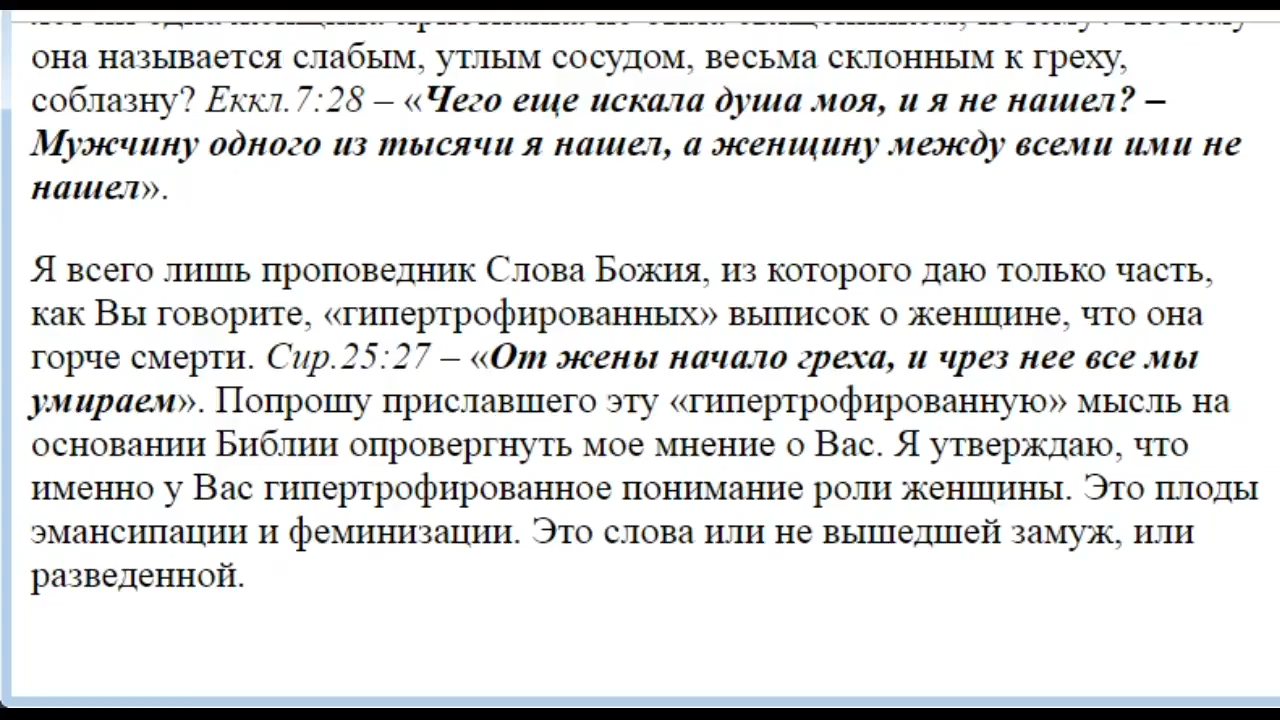 она называется слабым, утлым сосудом, весьма склонным к греху,
соблазну? Еккл.7:28 – «Чего еще искала душа моя, и я не нашел? –
Мужчину одного из тысячи я нашел, а женщину между всеми ими не
нашел».
Я всего лишь проповедник Слова Божия, из которого даю только часть,
как Вы говорите, «гипертрофированных» выписок о женщине, что она
горче смерти. Сир.25:27 – «От жены начало греха, и чрез нее все мы
умираем». Попрошу приславшего эту «гипертрофированную» мысль на
основании Библии опровергнуть мое мнение о Вас. Я утверждаю, что
именно у Вас гипертрофированное понимание роли женщины. Это плоды
эмансипации и феминизации. Это слова или не вышедшей замуж, или
разведенной.